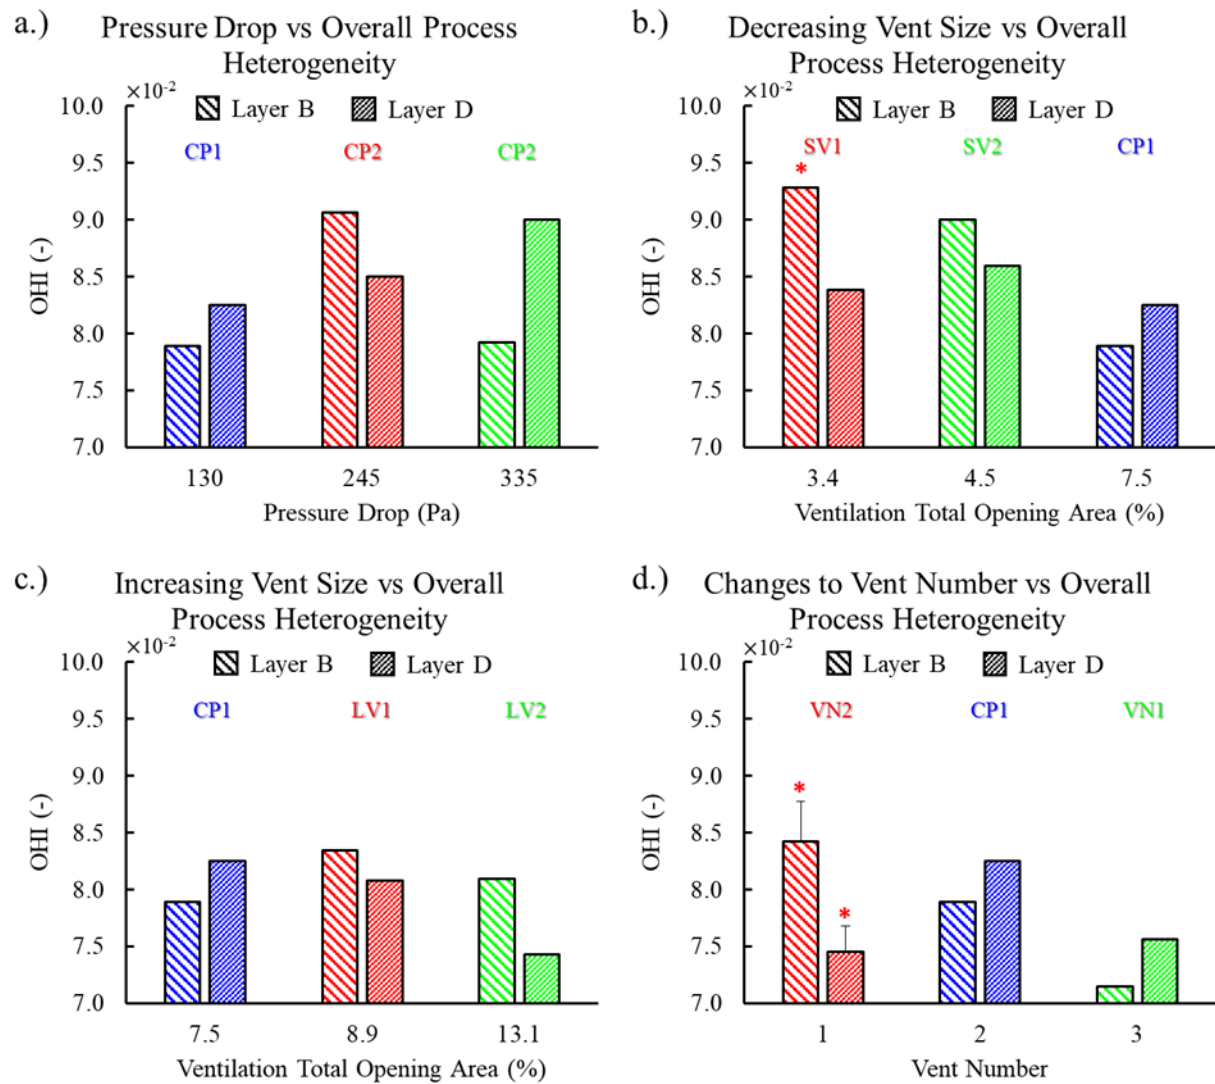 a.) Pressure Drop vs Overall Process
Heterogeneity
×10-2
10.0
Layer B Layer D
CP1 CP2 CP2
9.5
9.0
8.5
8.0
7.5
7.0
OHI (-)
130 245 335
Pressure Drop (Pa)
b.) Decreasing Vent Size vs Overall
Process Heterogeneity
×10-2
10.0
Layer B Layer D
SV1 SV2 CP1
*
9.5
9.0
8.5
8.0
7.5
7.0
OHI (-)
3.4 4.5 7.5
Ventilation Total Opening Area (%)
c.) Increasing Vent Size vs Overall
Process Heterogeneity
×10-2
10.0
Layer B Layer D
CP1 LV1 LV2
9.5
9.0
8.5
8.0
7.5
7.0
OHI (-)
7.5 8.9 13.1
Ventilation Total Opening Area (%)
d.) Changes to Vent Number vs Overall
Process Heterogeneity
×10-2
10.0
Layer B Layer D
VN2 CP1 VN1
9.5
9.0
*
8.5
8.0
*
7.5
7.0
OHI (-)
1 2 3
Vent Number